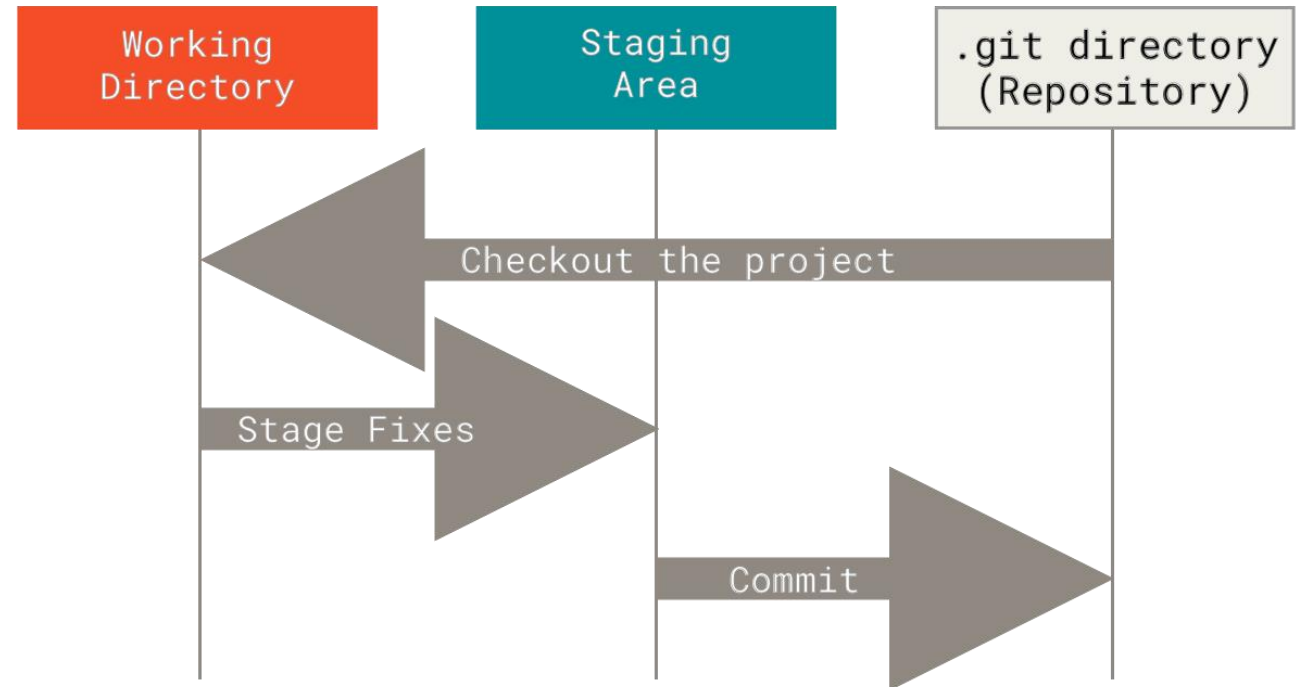 Working
Directory
Staging
Area
.git directory
(Repository)
Checkout the project
Stage Fixes
Commit